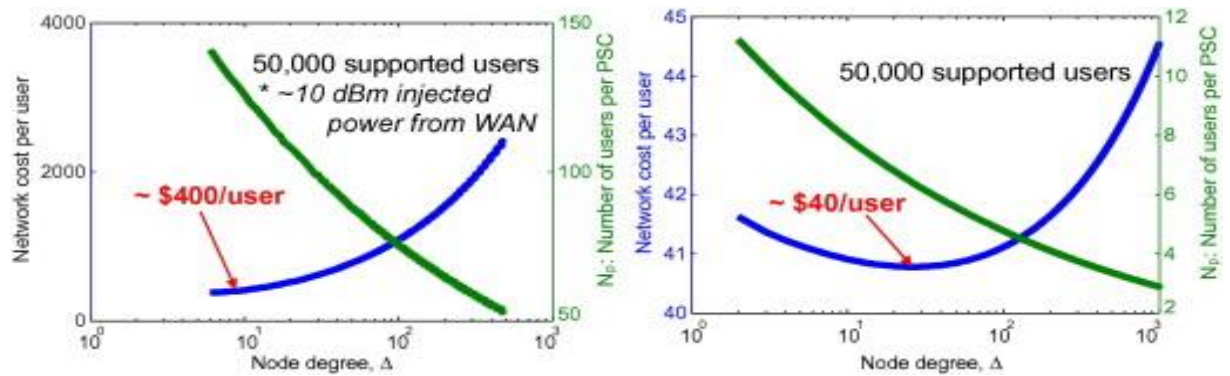 4000
2000
0
Network cost per user
150
100
50
Nₚ: Number of users per PSC
50,000 supported users
* ~10 dBm injected
power from WAN
~ $400/user
10⁰ 10¹ 10² 10³
Node degree, Δ
45
44
43
42
41
40
Network cost per user
12
10
8
6
4
2
Nₚ: Number of users per PSC
50,000 supported users
~ $40/user
10⁰ 10¹ 10² 10³
Node degree, Δ